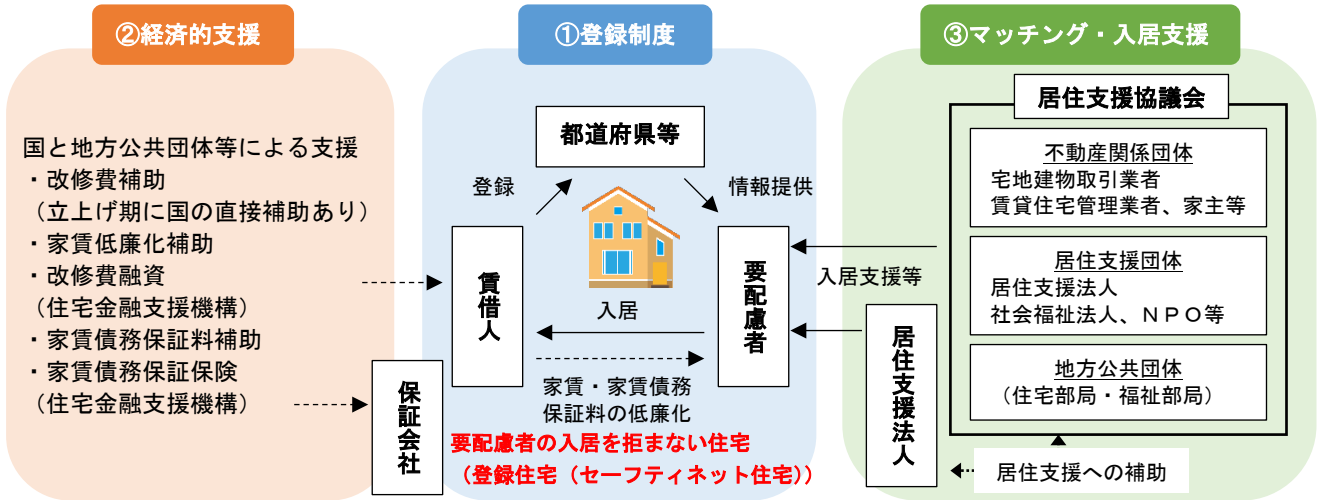 ②経済的支援
国と地方公共団体等による支援
・改修費補助
（立上げ期に国の直接補助あり）
・家賃低廉化補助
・改修費融資
（住宅金融支援機構）
・家賃債務保証料補助
・家賃債務保証保険
（住宅金融支援機構）
保証会社
①登録制度
都道府県等
登録
情報提供
賃借人
要配慮者
入居
家賃・家賃債務
保証料の低廉化
要配慮者の入居を拒まない住宅
（登録住宅（セーフティネット住宅））
③マッチング・入居支援
居住支援協議会
不動産関係団体
宅地建物取引業者
賃貸住宅管理業者、家主等
居住支援団体
居住支援法人
社会福祉法人、ＮＰＯ等
地方公共団体
（住宅部局・福祉部局）
入居支援等
居住支援法人
居住支援への補助